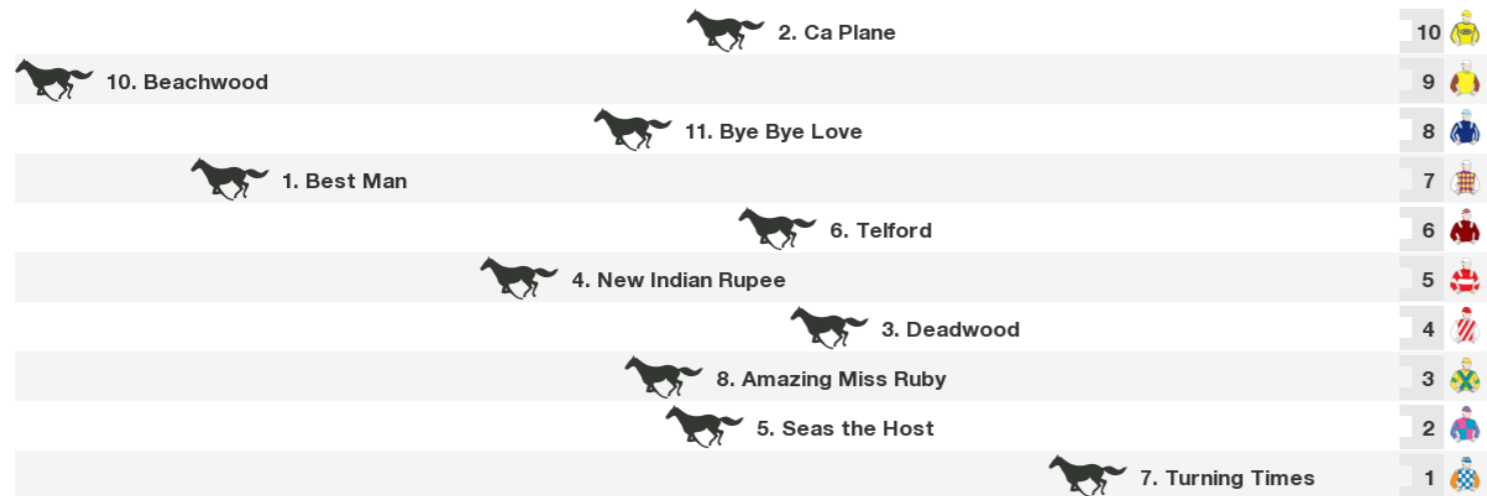 2. Ca Plane 10
10. Beachwood 9
11. Bye Bye Love 8
1. Best Man 7
6. Telford 6
4. New Indian Rupee 5
3. Deadwood 4
8. Amazing Miss Ruby 3
5. Seas the Host 2
7. Turning Times 1